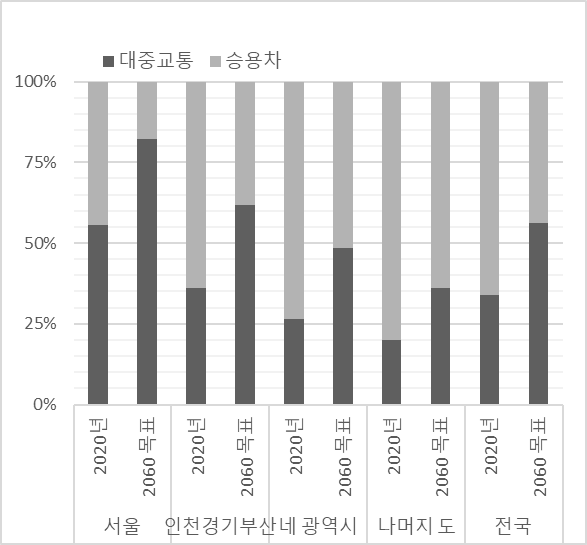 대중교통 승용차
100%
75%
50%
25%
0%
2020년 2060 목표 2020년 2060 목표 2020년 2060 목표 2020년 2060 목표 2020년 2060 목표
서울 인천경기부산 네 광역시 나머지 도 전국